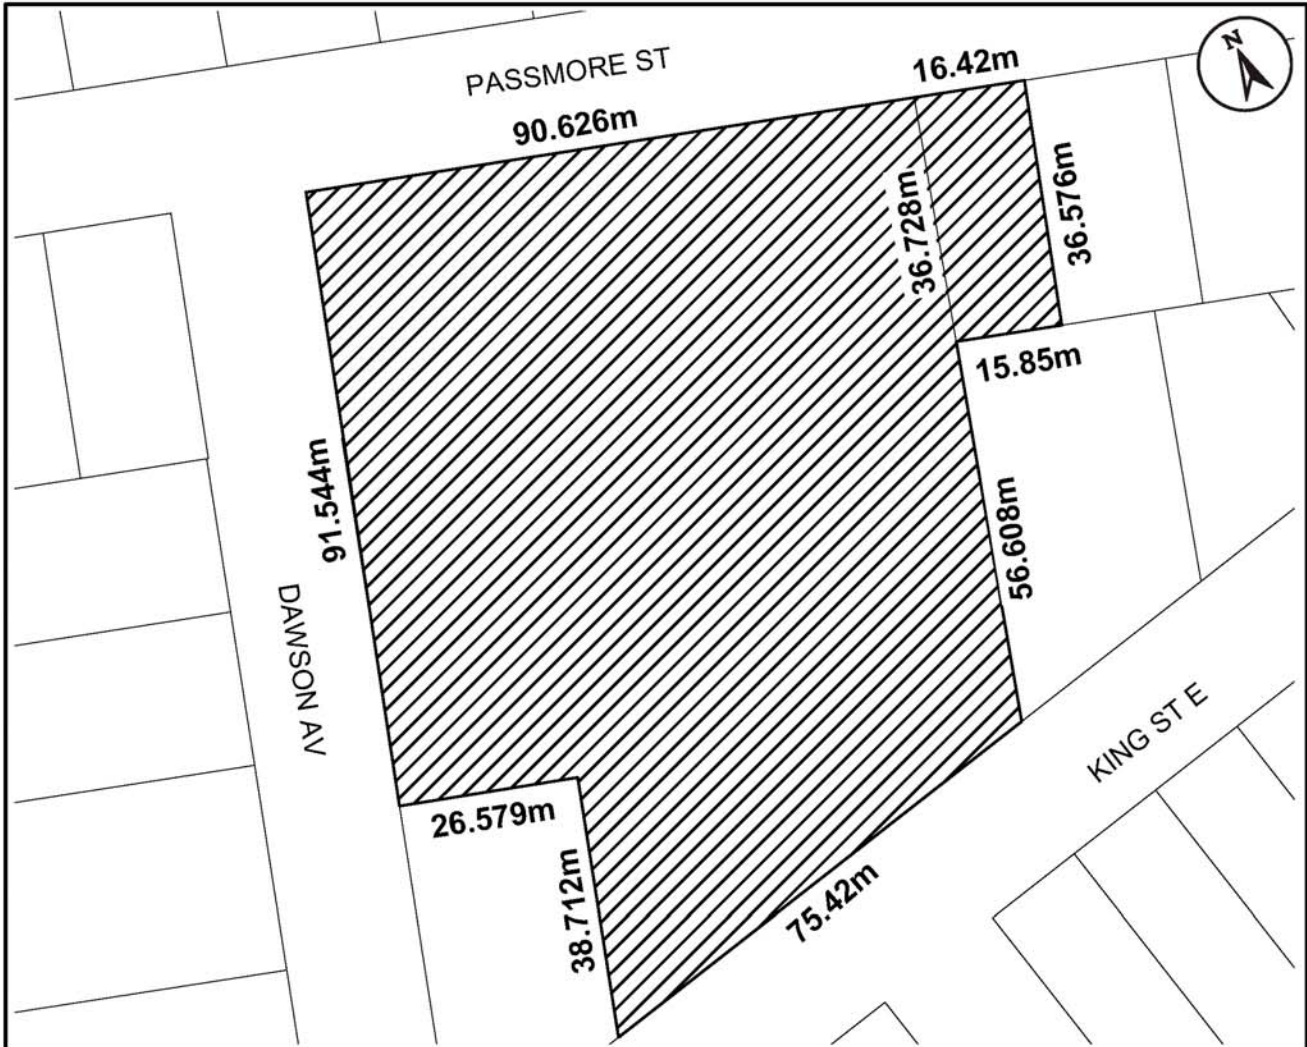 N
16.42m
PASSMORE ST
90.626m
36.576m
36.728m
15.85m
91.544m
56.608m
DAWSON AV
KING ST E
26.579m
38.712m
75.42m